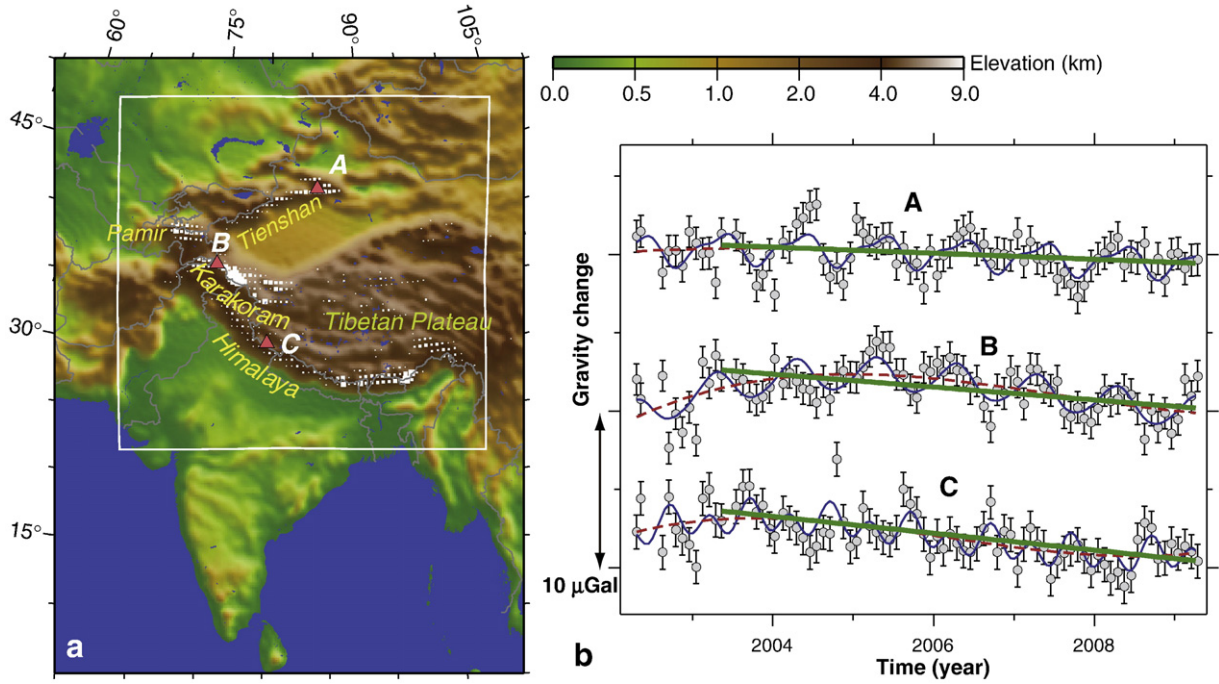 60°
75°
90°
105°
45°
30°
15°
A
Tienshan
Pamir
B
Karakoram
Tibetan Plateau
C
Himalaya
a
Elevation (km)
0.0 0.5 1.0 2.0 4.0 9.0
Gravity change
10 μGal
A
B
C
2004 2006 2008
Time (year)
b